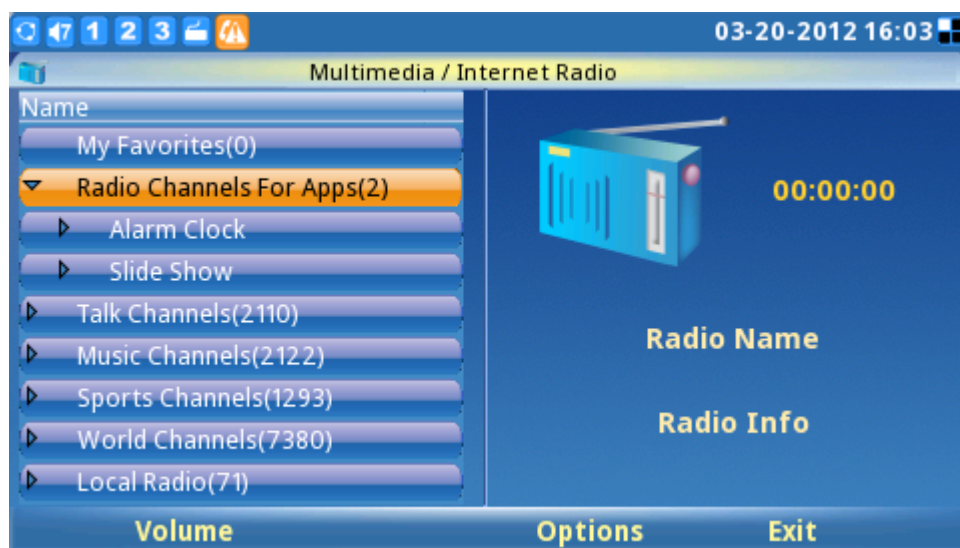 7 1 2 3 03-20-2012 16:03
Multimedia / Internet Radio
Name
My Favorites(0)
Radio Channels For Apps(2)
Alarm Clock
Slide Show
Talk Channels(2110)
Music Channels(2122)
Sports Channels(1293)
World Channels(7380)
Local Radio(71)
00:00:00
Radio Name
Radio Info
Volume Options Exit